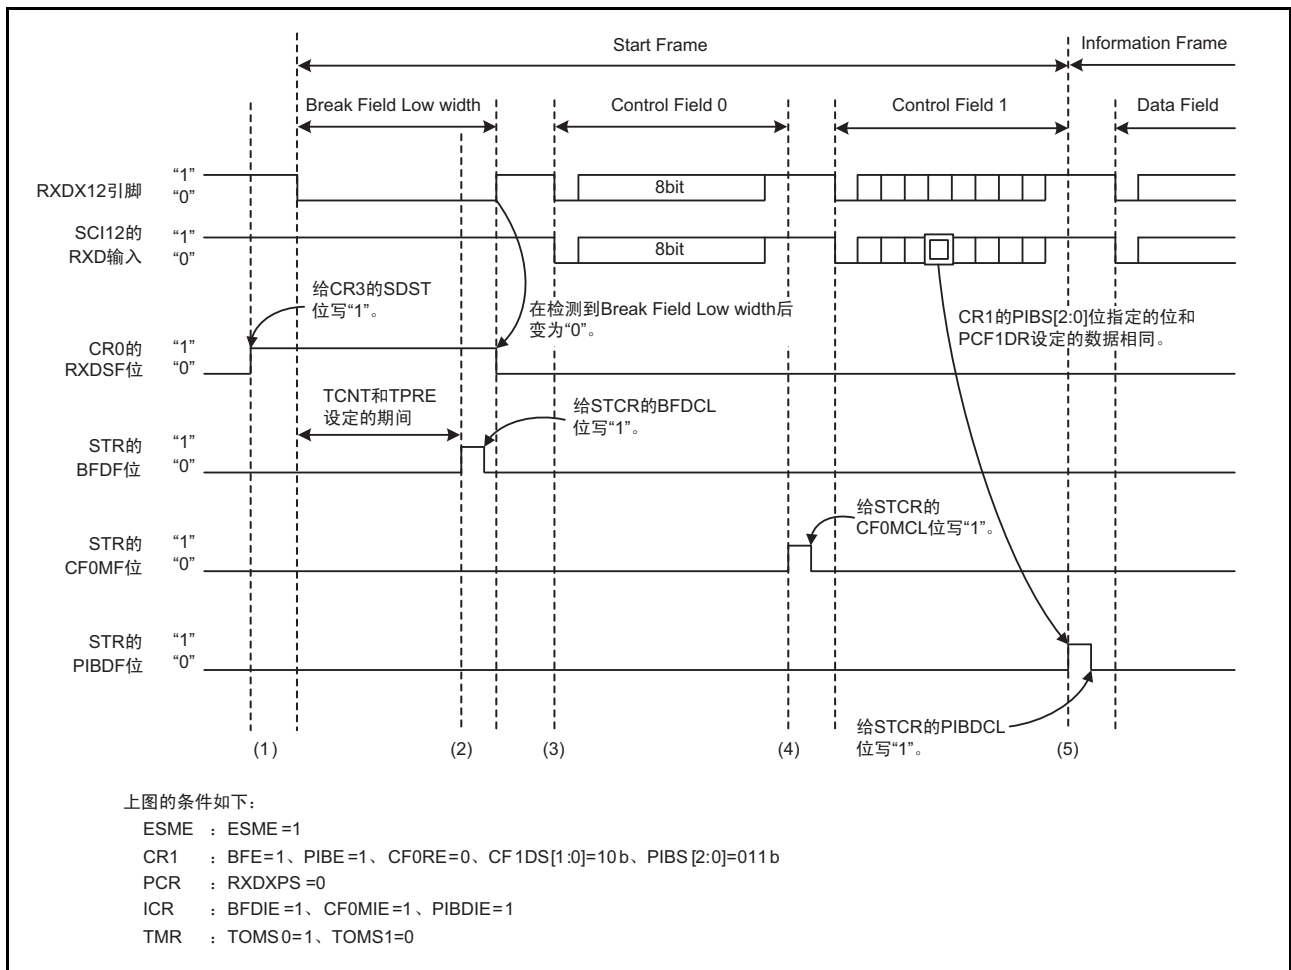 Start Frame
Information Frame
Break Field Low width
Control Field 0
Control Field 1
Data Field
RXDX12引脚
“1”
“0”
8bit
SCI12的
RXD输入
“1”
“0”
8bit
给CR3的SDST
位写“1”。
在检测到Break Field Low width后
变为“0”。
CR1的PIBS[2:0]位指定的位和
PCF1DR设定的数据相同。
CR0的
RXDSF位
“1”
“0”
TCNT和TPRE
设定的期间
给STCR的BFDCL
位写“1”。
STR的
BFDF位
“1”
“0”
给STCR的
CF0MCL位写“1”。
STR的
CF0MF位
“1”
“0”
STR的
PIBDF位
“1”
“0”
给STCR的PIBDCL
位写“1”。
(1)
(2)
(3)
(4)
(5)
上图的条件如下：
ESME ：ESME=1
CR1 ：BFE=1、PIBE=1、CF0RE=0、CF1DS[1:0]=10b、PIBS[2:0]=011b
PCR ：RXDXPS=0
ICR ：BFDIE=1、CF0MIE=1、PIBDIE=1
TMR ：TOMS0=1、TOMS1=0